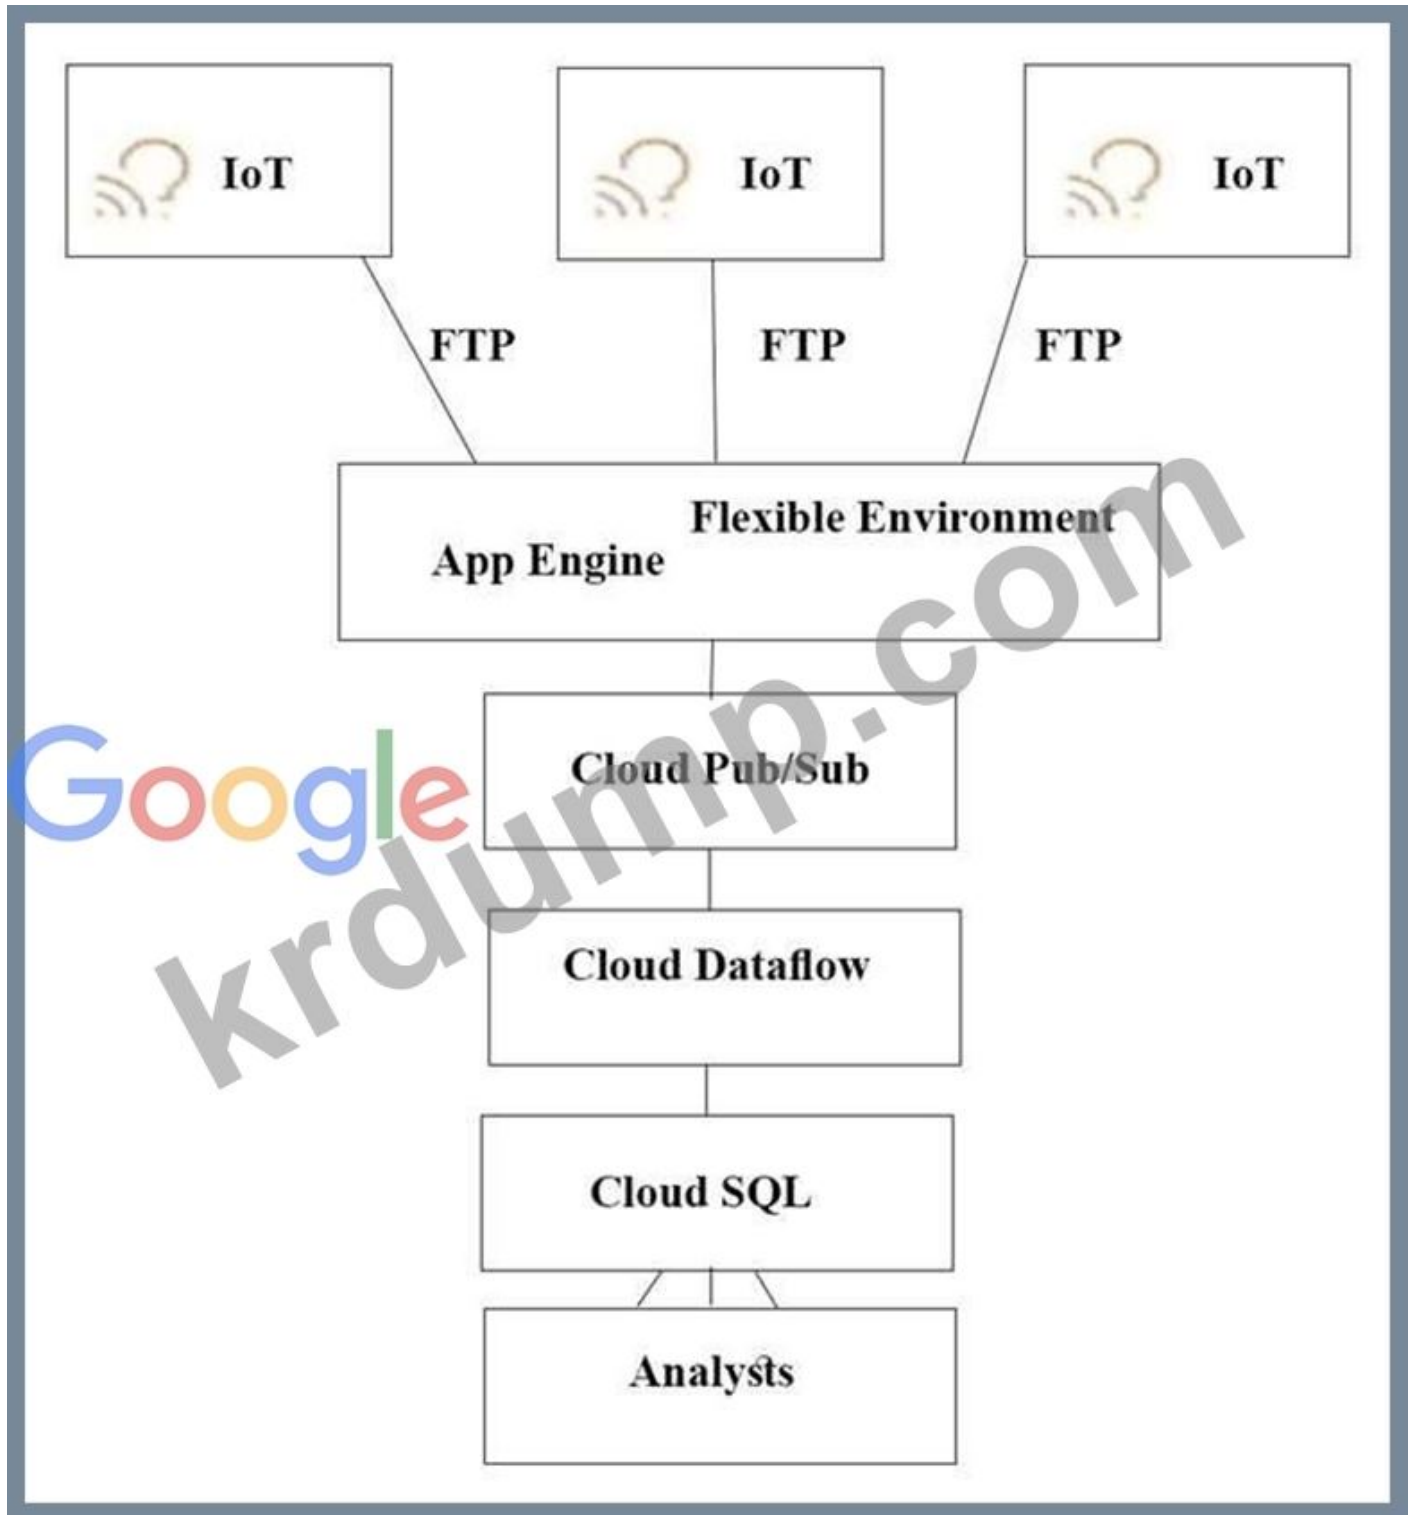 IoT
IoT
IoT
FTP
FTP
FTP
Flexible Environment
App Engine
Cloud Pub/Sub
Google
krdump.com
Cloud Dataflow
Cloud SQL
Analysts